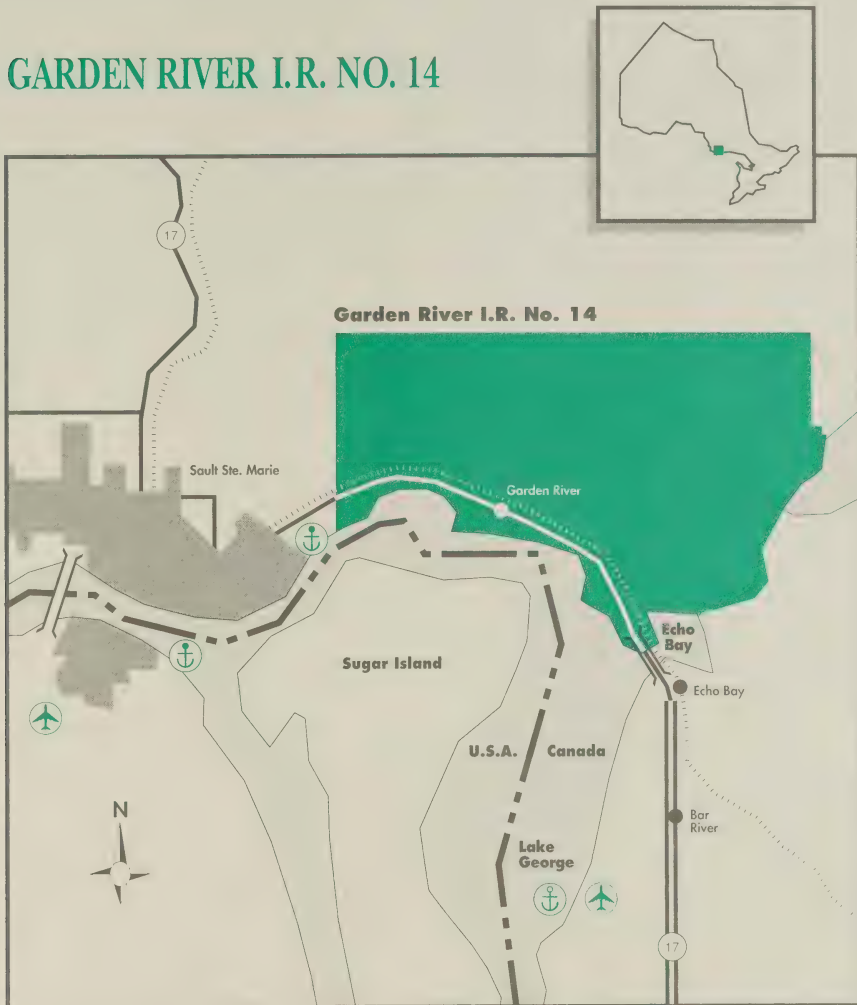 GARDEN RIVER I.R. NO. 14
17
Garden River I.R. No. 14
Sault Ste. Marie
Garden River
Echo
Bay
Sugar Island
Echo Bay
U.S.A.
Canada
N
Bar
River
Lake
George
17